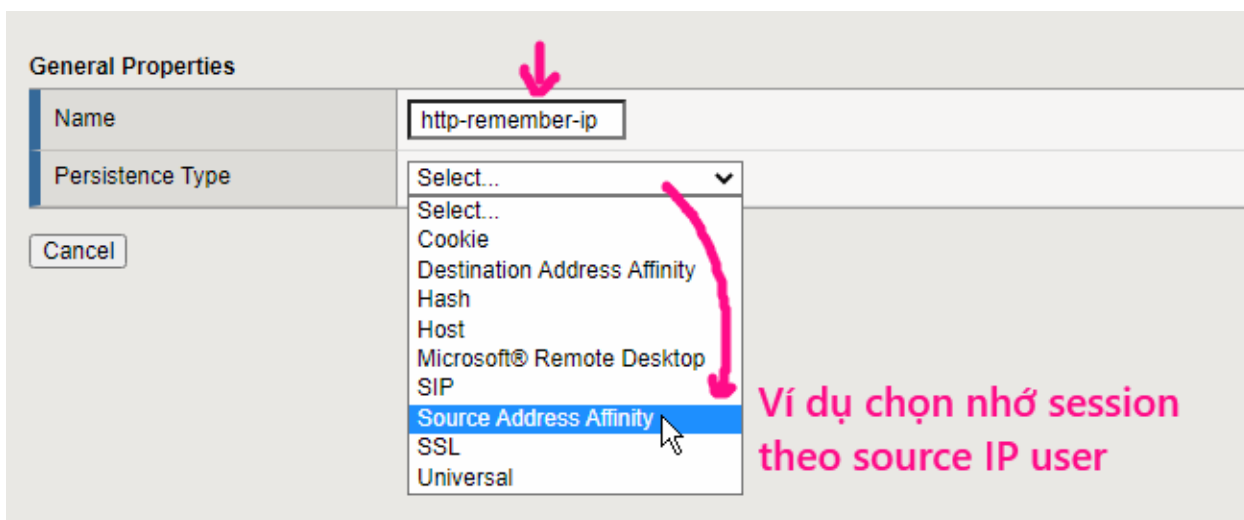 General Properties
Name
http-remember-ip
Persistence Type
Select...
Select...
Cookie
Cancel
Destination Address Affinity
Hash
Host
Microsoft® Remote Desktop
SIP
Source Address Affinity
SSL
Universal
Ví dụ chọn nhớ session
theo source IP user